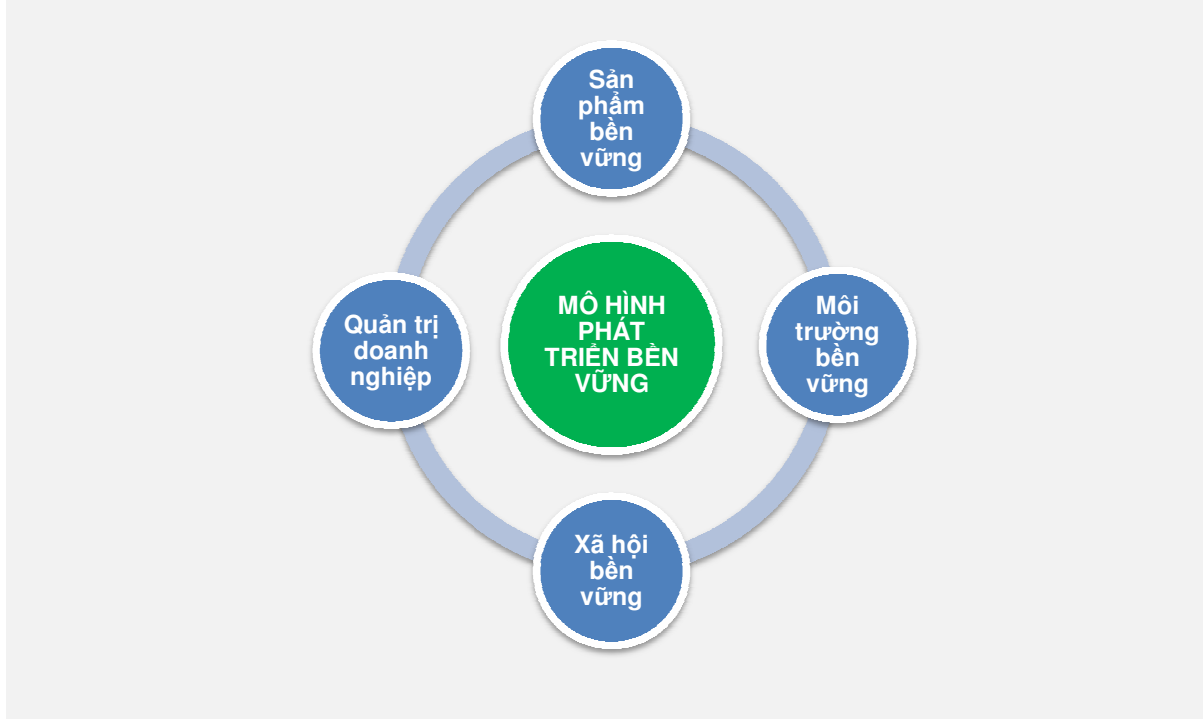 Sản
phẩm
bền
vững
MÔ HÌNH
PHÁT
TRIỂN BỀN
VỮNG
Môi
trường
bền
vững
Quản trị
doanh
nghiệp
Xã hội
bền
vững